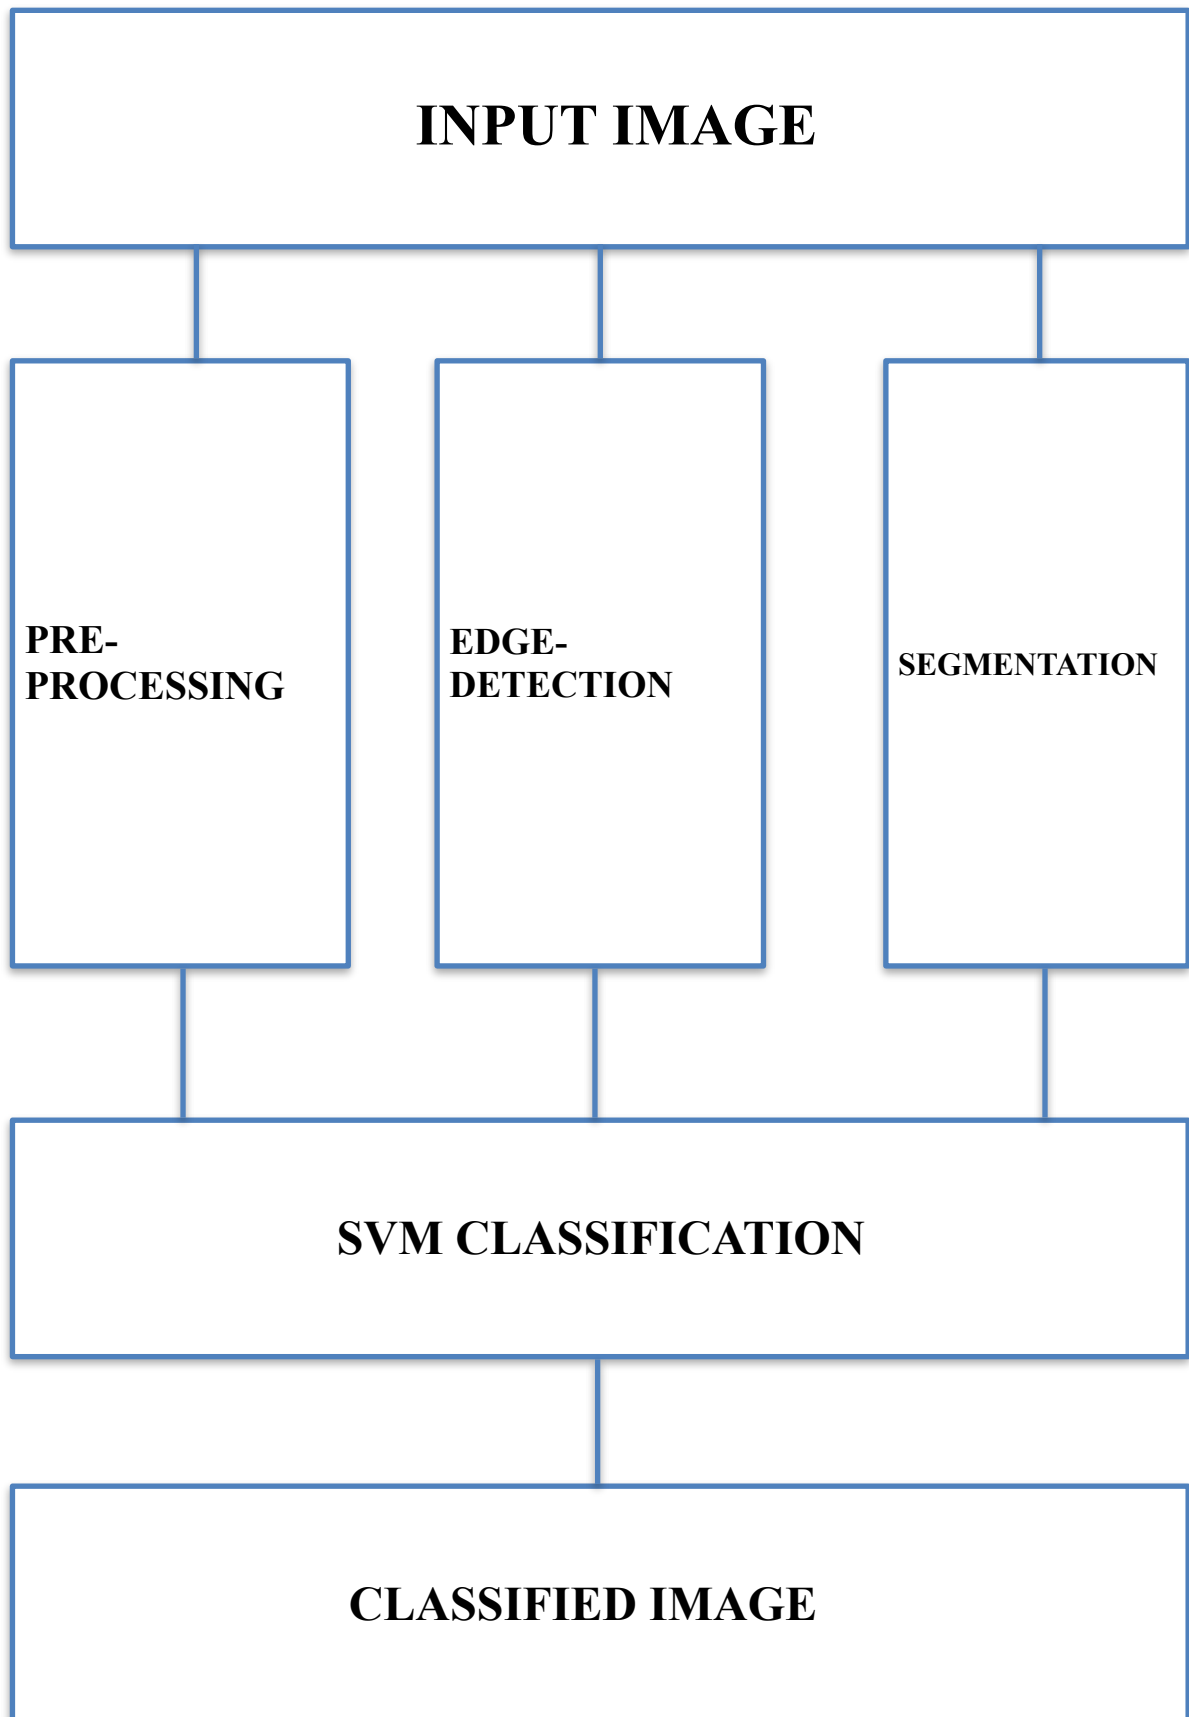 INPUT IMAGE
PRE-
PROCESSING
EDGE-
DETECTION
SEGMENTATION
SVM CLASSIFICATION
CLASSIFIED IMAGE